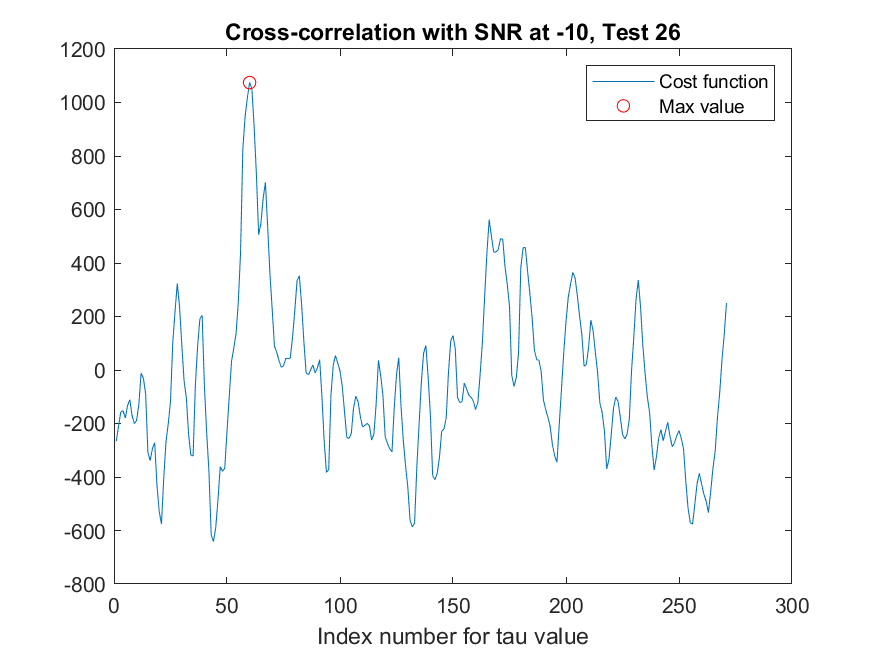 Cross-correlation with SNR at -10, Test 26
1200
1000
800
600
400
200
0
-200
-400
-600
-800
Cost function
Max value
0 50 100 150 200 250 300
Index number for tau value